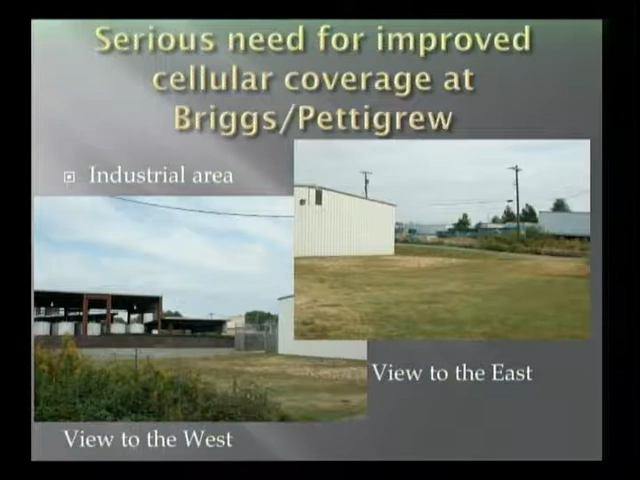 Serious need for improved
cellular coverage at
Briggs/Pettigrew
Industrial area
View to the East
View to the West